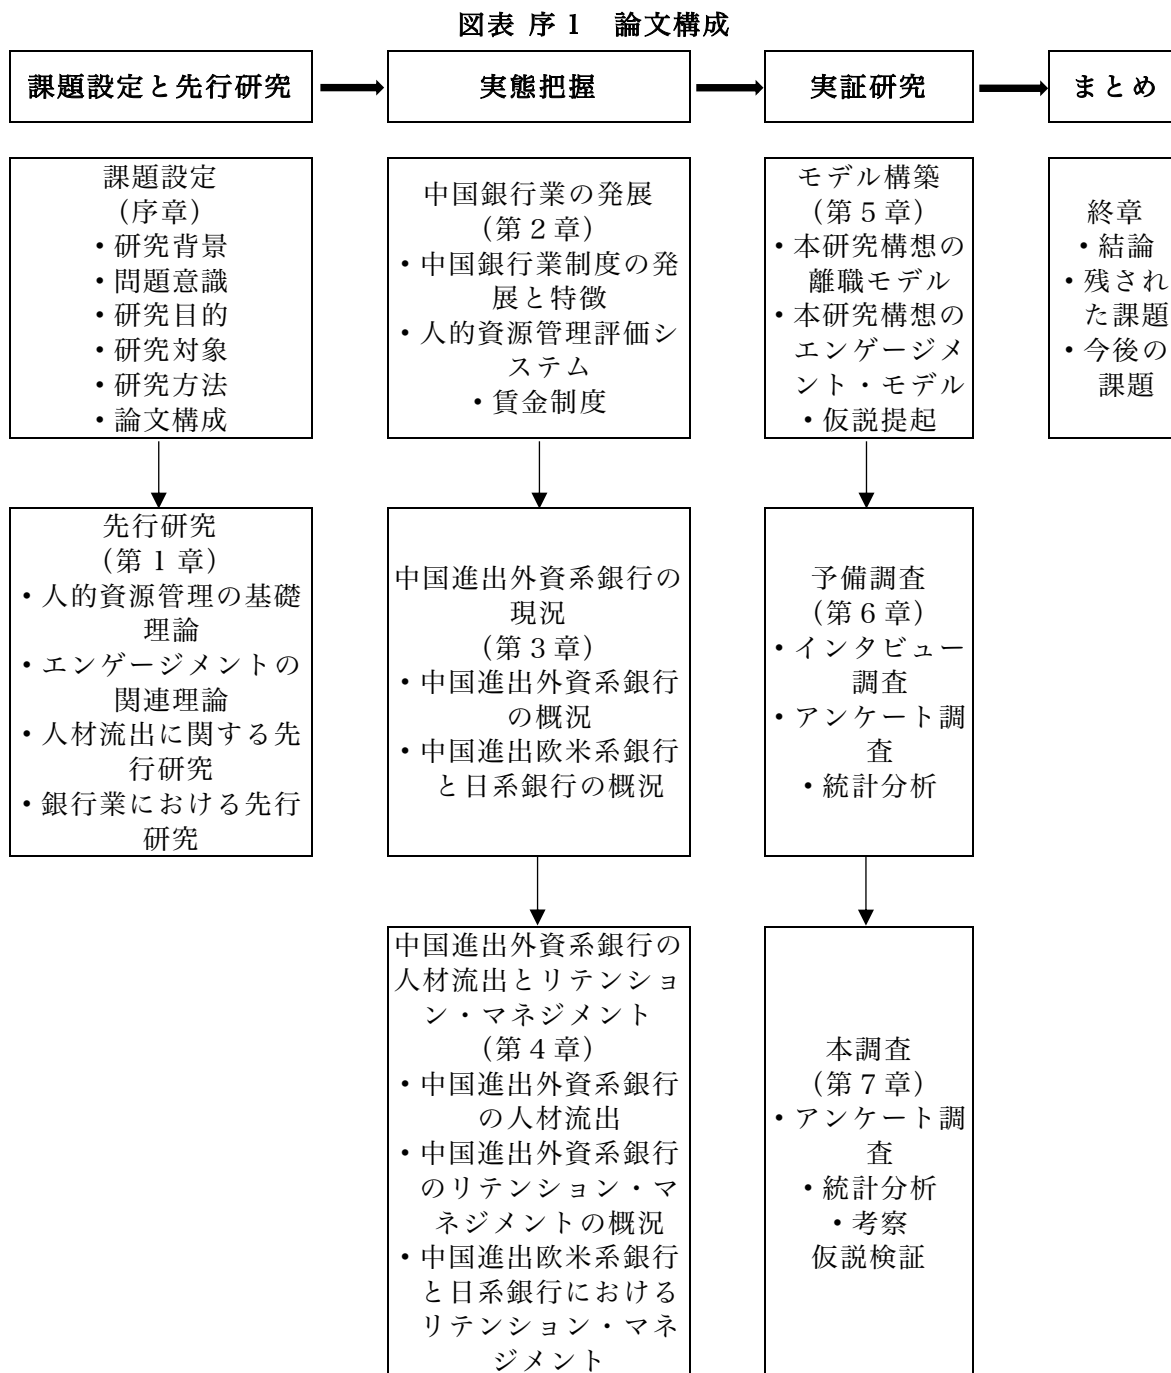 図表 序1 論文構成
課題設定と先行研究
実態把握
実証研究
まとめ
課題設定
(序章)
・研究背景
・問題意識
・研究目的
・研究対象
・研究方法
・論文構成
先行研究
(第1章)
・人的資源管理の基礎
理論
・エンゲージメントの
関連理論
・人材流出に関する先
行研究
・銀行業における先行
研究
中国銀行業の発展
(第2章)
・中国銀行業制度の発
展と特徴
・人的資源管理評価シ
ステム
・賃金制度
中国進出外資系銀行の
現況
(第3章)
・中国進出外資系銀行
の概況
・中国進出欧米系銀行
と日系銀行の概況
中国進出外資系銀行の
人材流出とリテンショ
ン・マネジメント
(第4章)
・中国進出外資系銀行
の人材流出
・中国進出外資系銀行
のリテンション・マ
ネジメントの概況
・中国進出欧米系銀行
と日系銀行における
リテンション・マネ
ジメント
モデル構築
(第5章)
・本研究構想の
離職モデル
・本研究構想の
エンゲージメ
ント・モデル
・仮説提起
予備調査
(第6章)
・インタビュー
調査
・アンケート調
査
・統計分析
本調査
(第7章)
・アンケート調
査
・統計分析
・考察
仮説検証
終章
・結論
・残され
た課題
・今後の
課題